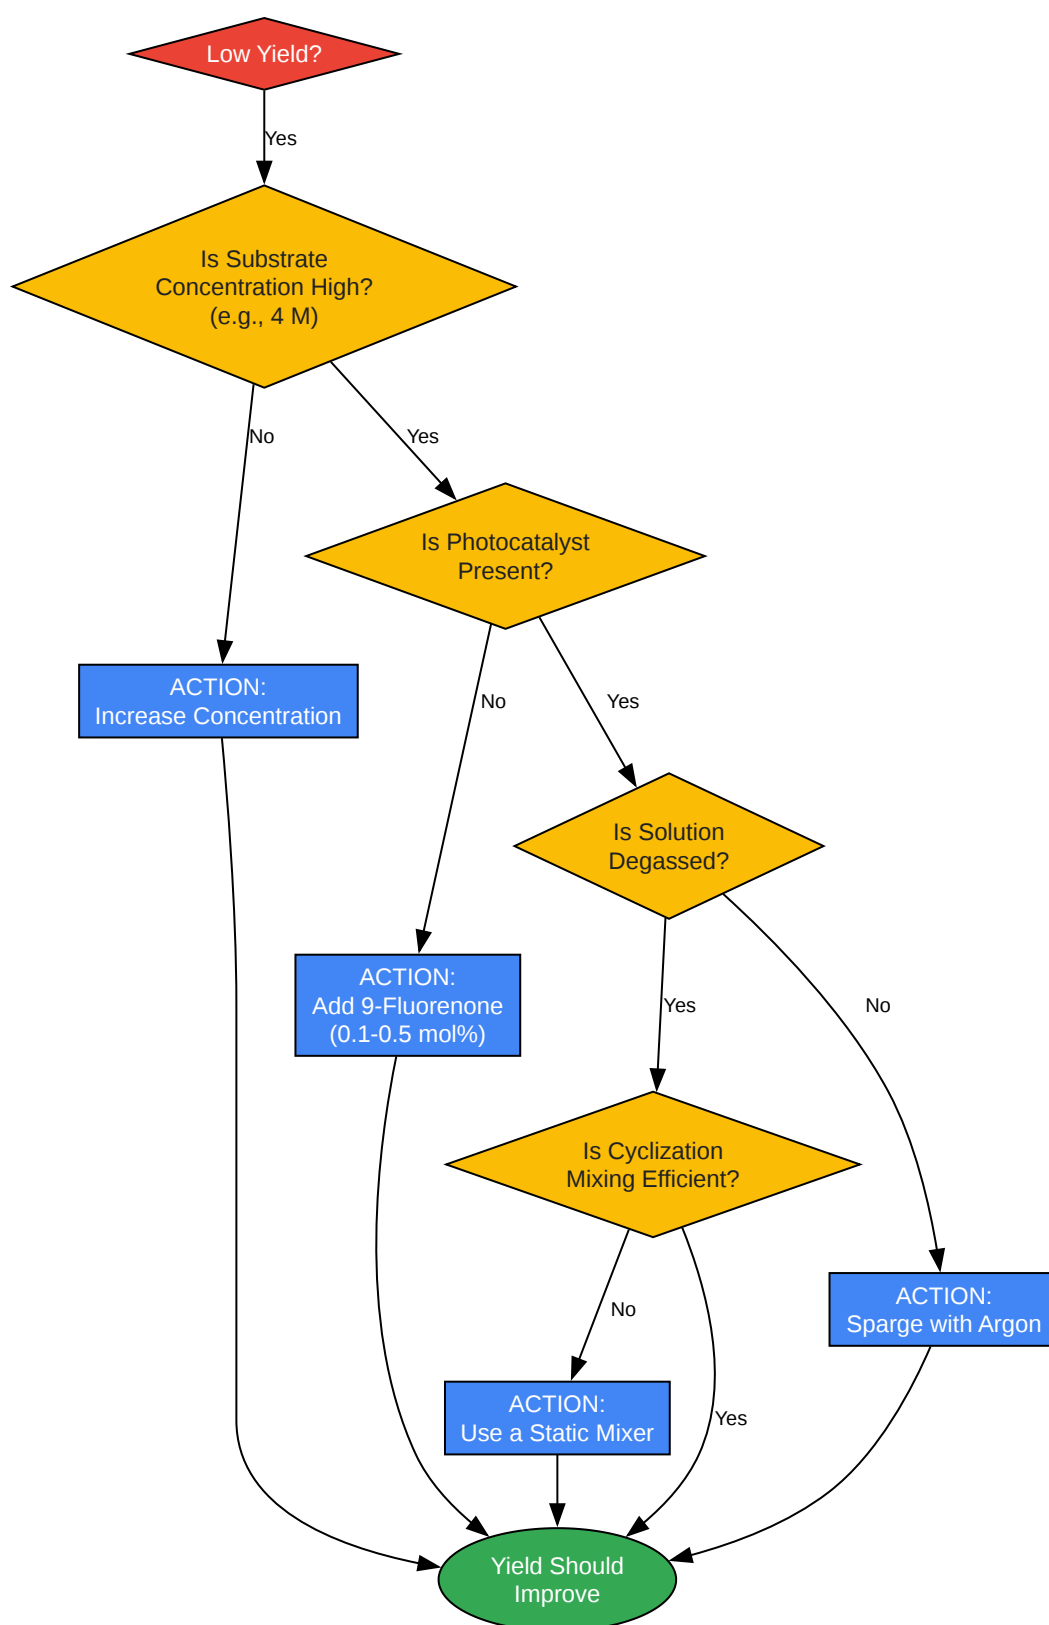 Low Yield?
Yes
Is Substrate
Concentration High?
(e.g., 4 M)
No
Yes
Is Photocatalyst
Present?
ACTION:
Increase Concentration
No
Yes
Is Solution
Degassed?
ACTION:
Add 9-Fluorenone
(0.1-0.5 mol%)
Yes
No
Is Cyclization
Mixing Efficient?
ACTION:
Sparge with Argon
No
ACTION:
Use a Static Mixer
Yes
Yield Should
Improve